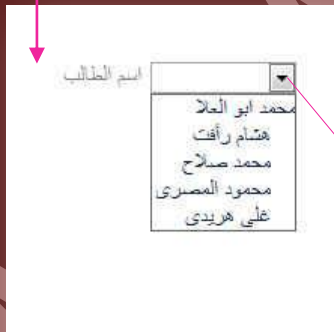 اسم الطالب
محمد ابو العلا
هشام رأفت
محمد صلاح
محمود المصرى
على هريدى